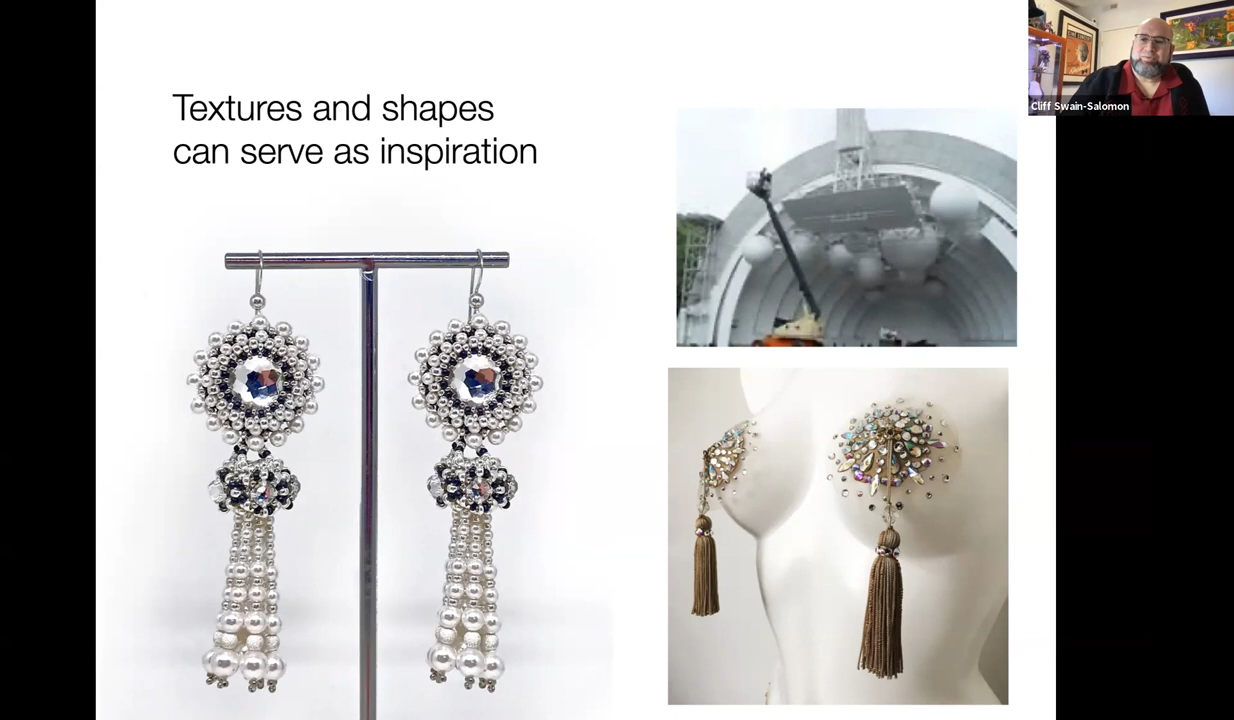 Textures and shapes
can serve as inspiration
Cliff Swain-Salomon